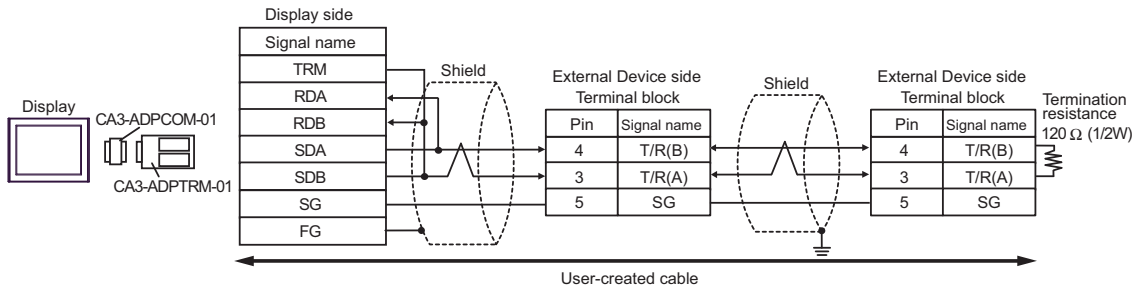 Display side
Signal name
TRM
RDA
RDB
SDA
SDB
SG
FG
Display
CA3-ADPCOM-01
CA3-ADPTRM-01
Shield
External Device side
Terminal block
Pin Signal name
4 T/R(B)
3 T/R(A)
5 SG
Shield
External Device side
Terminal block
Pin Signal name
4 T/R(B)
3 T/R(A)
5 SG
Termination
resistance
120 Ω (1/2W)
User-created cable